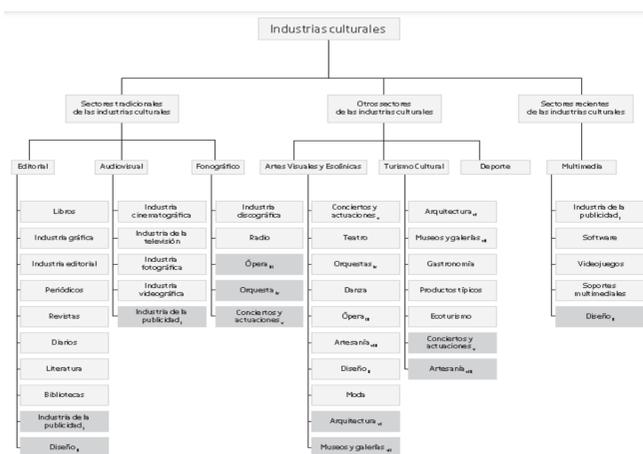 Industrias culturales
Sectores tradicionales
de las industrias culturales
Otros sectores
de las industrias culturales
Sectores recientes
de las industrias culturales
Editorial
Audiovisual
Fonográfico
Artes Visuales y Escénicas
Turismo Cultural
Deporte
Multimedia
Libros
Industria gráfica
Industria editorial
Periódicos
Revistas
Diarios
Literatura
Bibliotecas
Industria de la
publicidad
Diseño
Industria
cinematográfica
Industria de la
televisión
Industria
fotográfica
Industria
videográfica
Industria de la
publicidad
Industria
discográfica
Radio
Ópera
Orquesta
Conciertos y
actuaciones
Conciertos y
actuaciones
Teatro
Orquestas
Danza
Ópera
Artesanía
Diseño
Moda
Arquitectura
Museos y galerías
Arquitectura
Museos y galerías
Gastronomía
Productos típicos
Ecoturismo
Conciertos y
actuaciones
Artesanía
Industria de la
publicidad
Software
Videojuegos
Soportes
multimediales
Diseño